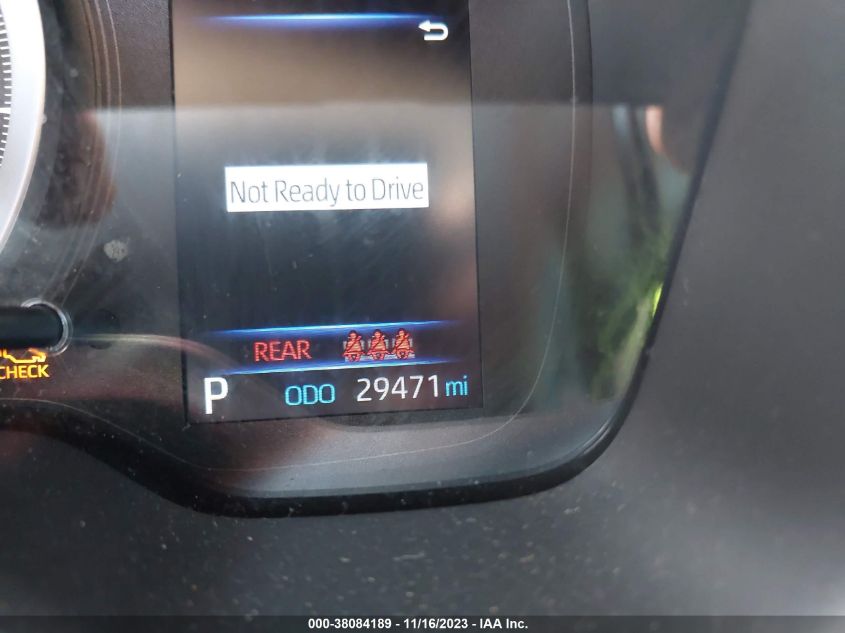 Not Ready to Drive
REAR
CHECK
P ODO 29471 mi
000-38084189 - 11/16/2023 - IAA Inc.